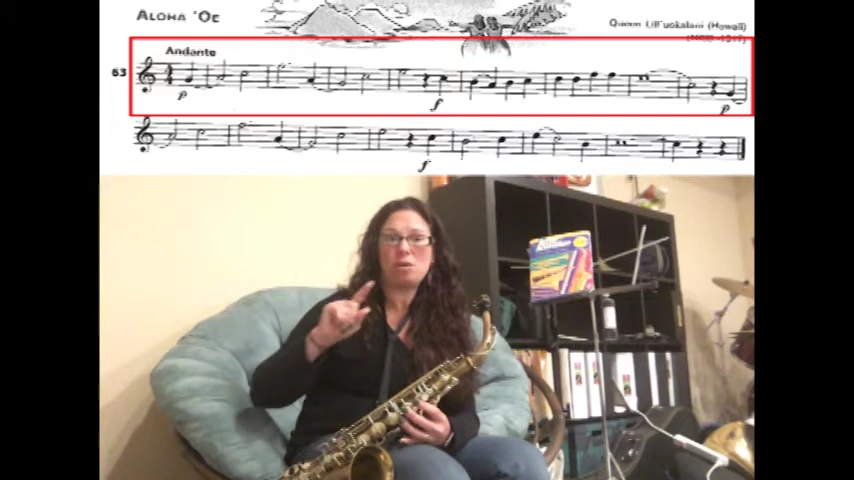 ALOHA 'OE
Queen Lili'uokalani (Hawaii)
Andante
63
p
f
p
f